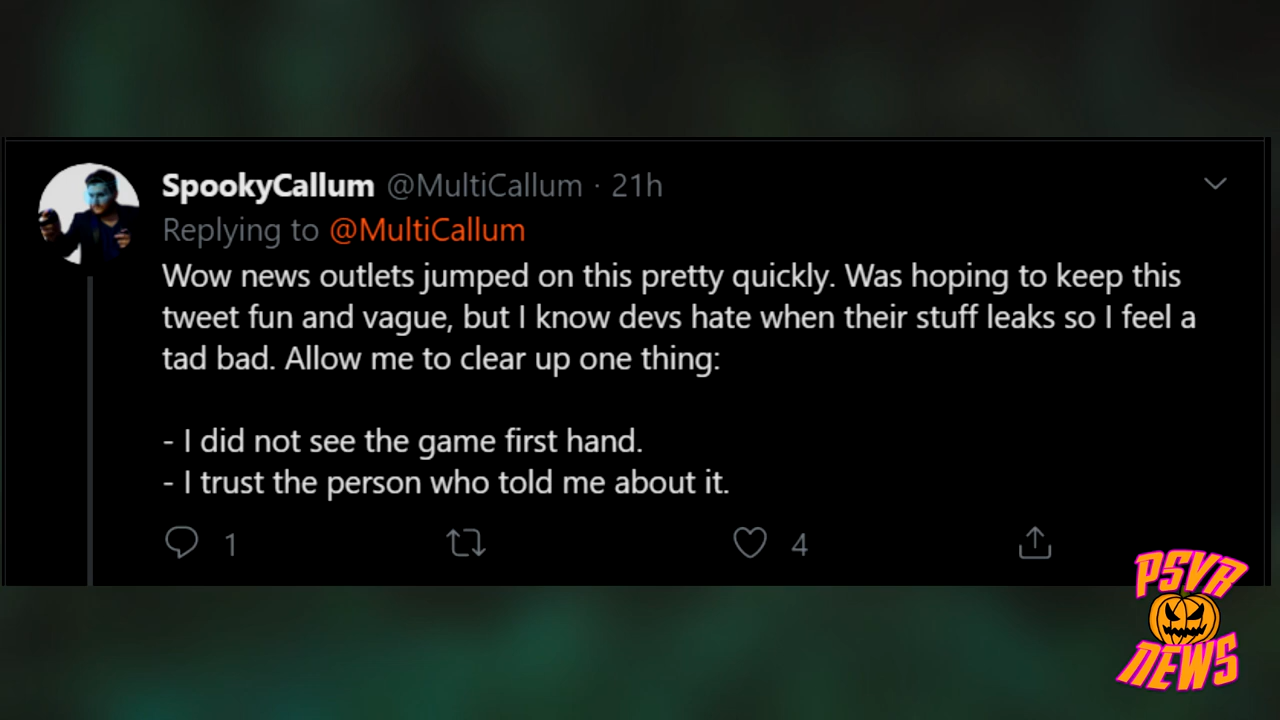 SpookyCallum @MultiCallum · 21h
Replying to @MultiCallum
Wow news outlets jumped on this pretty quickly. Was hoping to keep this
tweet fun and vague, but I know devs hate when their stuff leaks so I feel a
tad bad. Allow me to clear up one thing:
- I did not see the game first hand.
- I trust the person who told me about it.
1 4
PSVR
NEWS